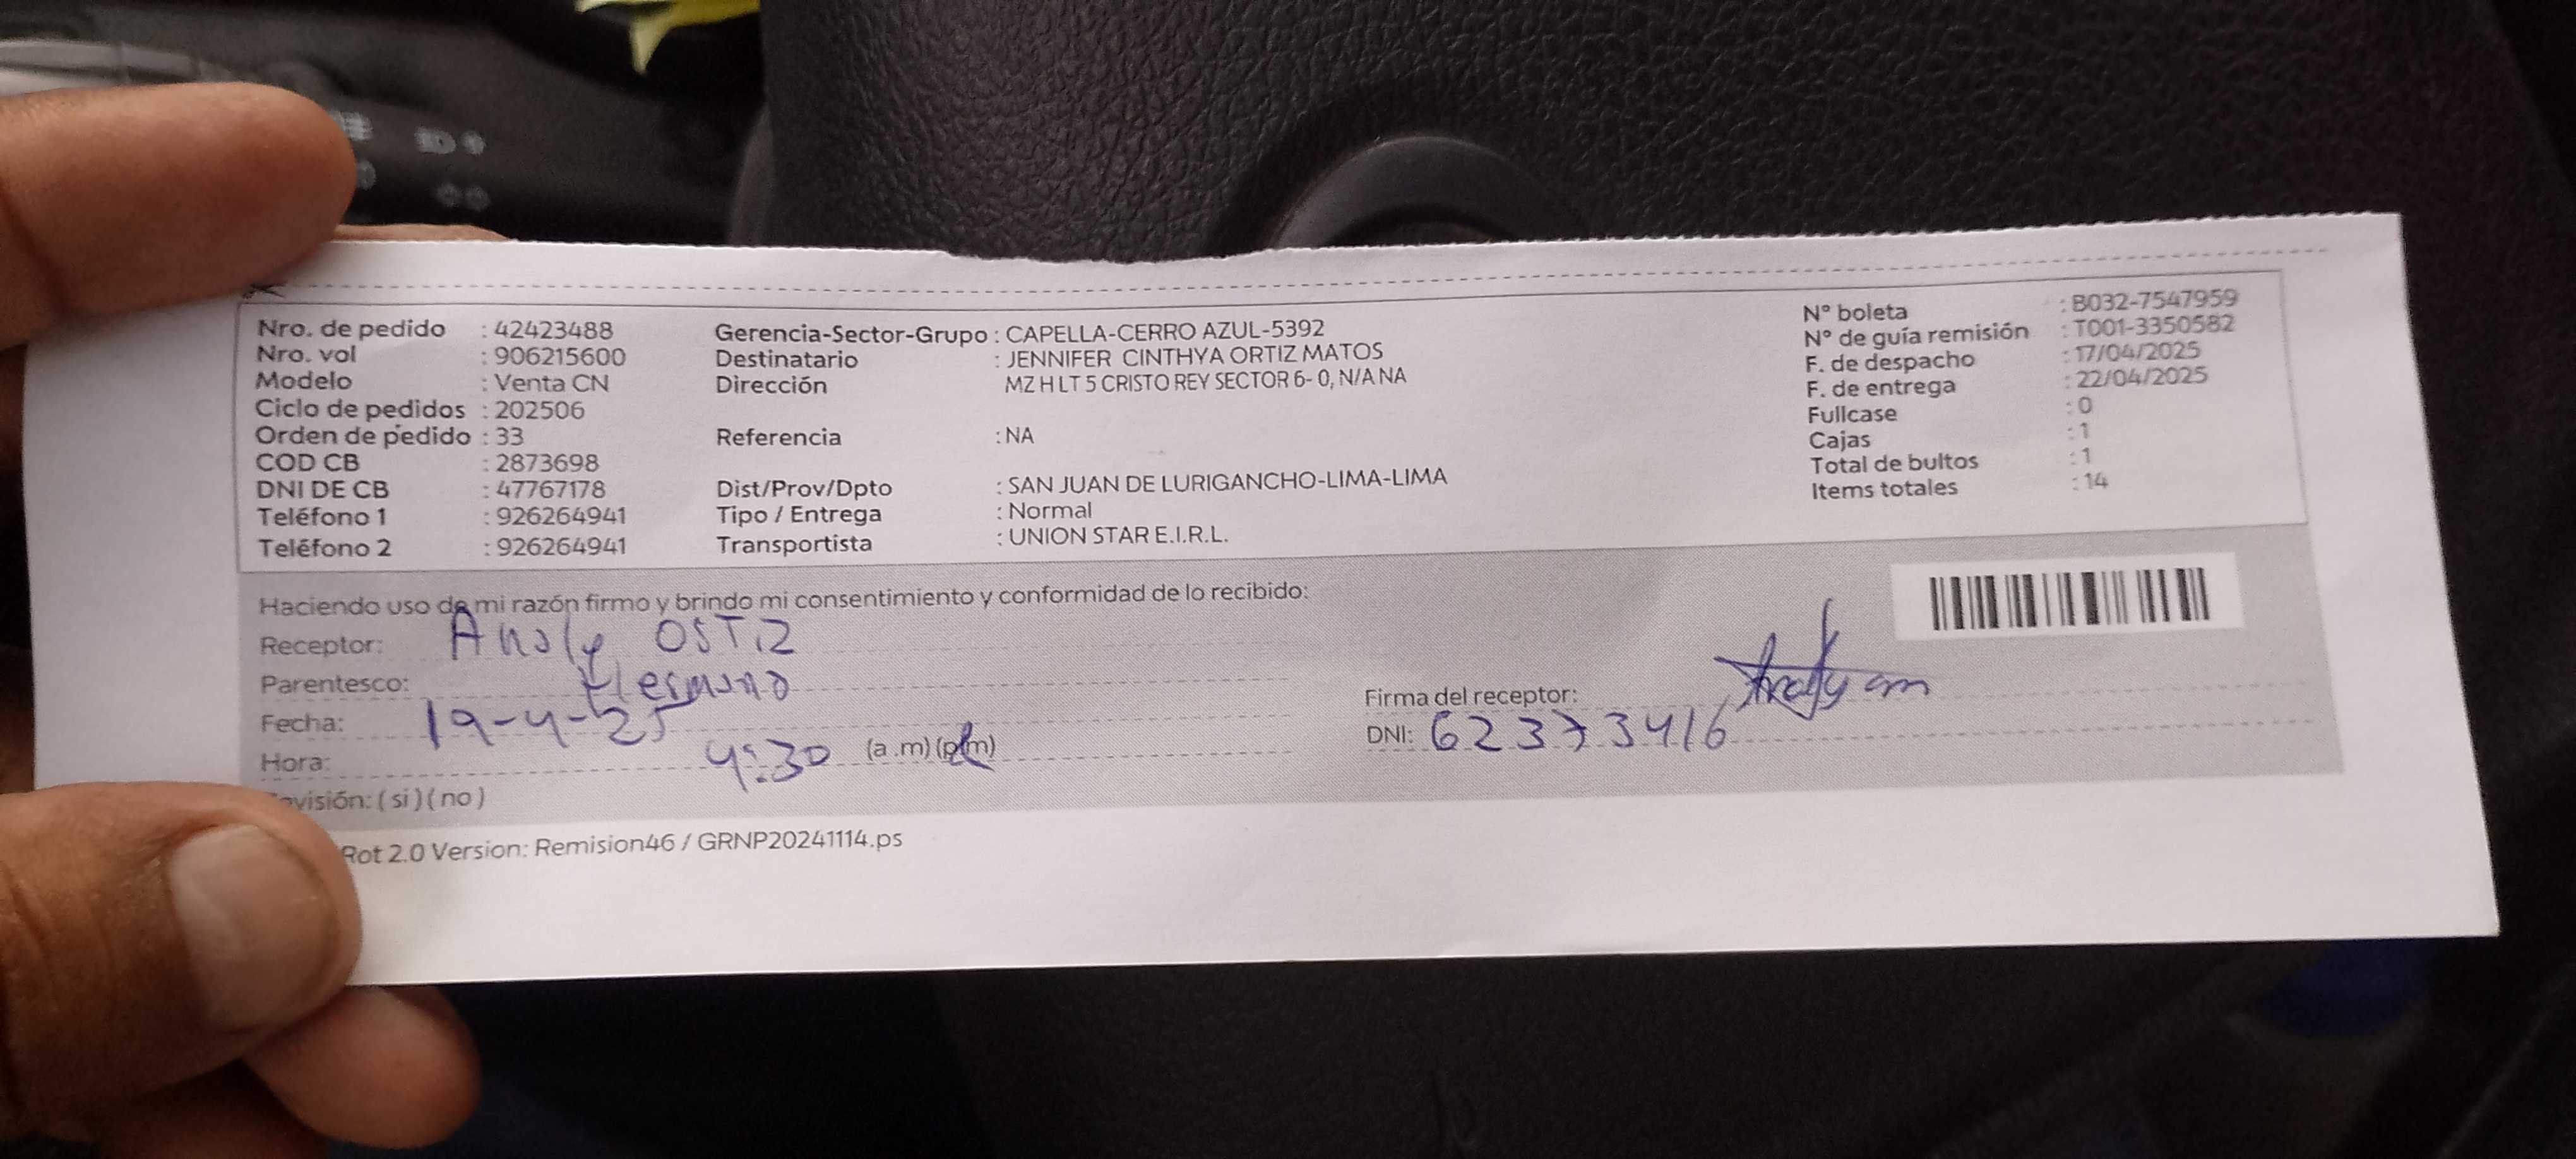 Nro. de pedido : 42423488
Nro. vol : 906215600
Modelo : Venta CN
Ciclo de pedidos : 202506
Orden de pedido : 33
COD CB : 2873698
DNI DE CB : 47767178
Teléfono 1 : 926264941
Teléfono 2 : 926264941
Gerencia-Sector-Grupo : CAPELLA-CERRO AZUL-5392
Destinatario : JENNIFER CINTHYA ORTIZ MATOS
Dirección MZ H LT 5 CRISTO REY SECTOR 6- 0, N/A NA
Referencia : NA
Dist/Prov/Dpto : SAN JUAN DE LURIGANCHO-LIMA-LIMA
Tipo / Entrega : Normal
Transportista : UNION STAR E.I.R.L.
N° boleta : B032-7547959
N° de guía remisión : T001-3350582
F. de despacho : 17/04/2025
F. de entrega : 22/04/2025
Fullcase : 0
Cajas : 1
Total de bultos : 1
Items totales : 14
Haciendo uso de mi razón firmo y brindo mi consentimiento y conformidad de lo recibido:
Receptor:
Parentesco: Hermano
Fecha: 19-4-25
Hora: 4:30 (a.m) (p.m)
Firma del receptor:
DNI: 62373416
visión: ( si ) ( no )
Rot 2.0 Version: Remision46 / GRNP20241114.ps